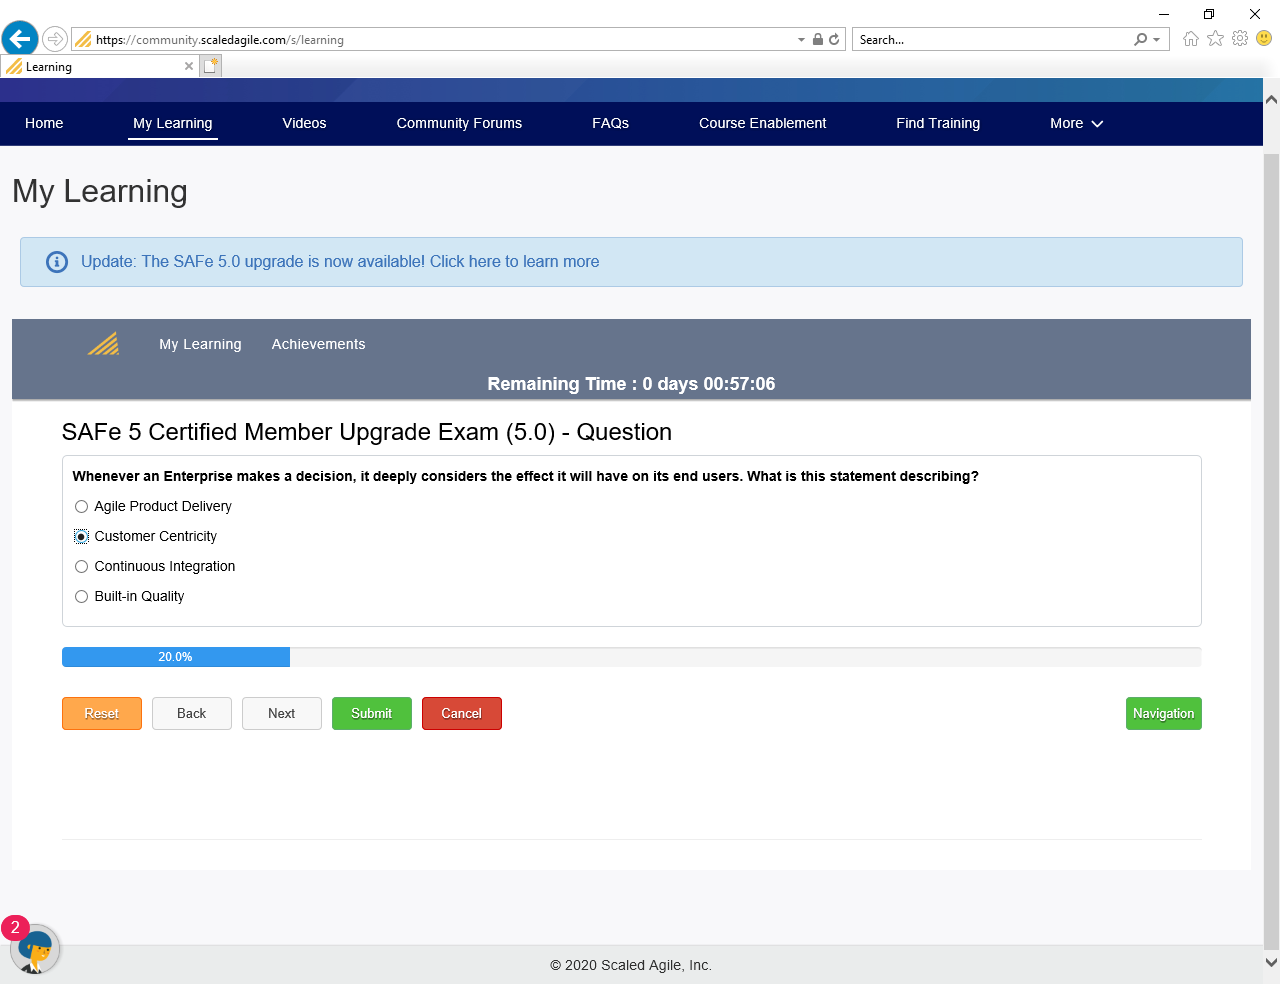 https://community.scaledagile.com/s/learning
Search...
Learning
Home My Learning Videos Community Forums FAQs Course Enablement Find Training More
My Learning
Update: The SAFe 5.0 upgrade is now available! Click here to learn more
My Learning Achievements
Remaining Time : 0 days 00:57:06
SAFe 5 Certified Member Upgrade Exam (5.0) - Question
Whenever an Enterprise makes a decision, it deeply considers the effect it will have on its end users. What is this statement describing?
Agile Product Delivery
Customer Centricity
Continuous Integration
Built-in Quality
20.0%
Reset Back Next Submit Cancel Navigation
2
© 2020 Scaled Agile, Inc.